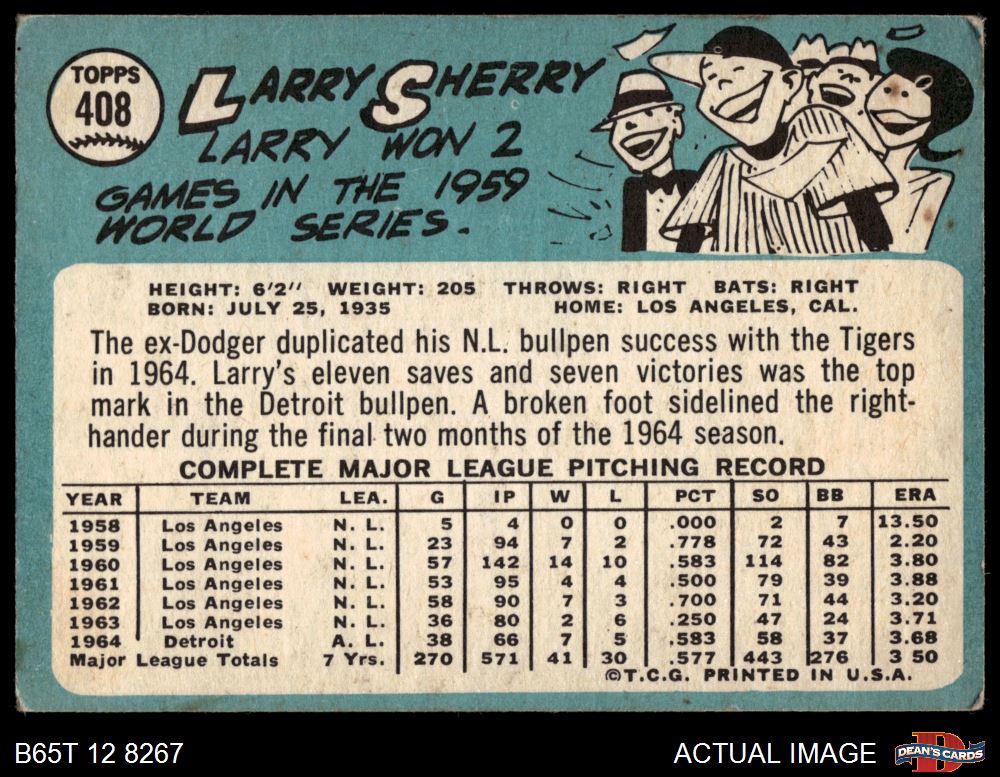 TOPPS
408
LARRY SHERRY
LARRY WON 2
GAMES IN THE 1959
WORLD SERIES.
HEIGHT: 6'2" WEIGHT: 205 THROWS: RIGHT BATS: RIGHT
BORN: JULY 25, 1935 HOME: LOS ANGELES, CAL.
The ex-Dodger duplicated his N.L. bullpen success with the Tigers
in 1964. Larry's eleven saves and seven victories was the top
mark in the Detroit bullpen. A broken foot sidelined the right-
hander during the final two months of the 1964 season.
COMPLETE MAJOR LEAGUE PITCHING RECORD
YEAR TEAM LEA. G IP W L PCT SO BB ERA
1958 Los Angeles N. L. 5 4 0 0 .000 2 7 13.50
1959 Los Angeles N. L. 23 94 7 2 .778 72 43 2.20
1960 Los Angeles N. L. 57 142 14 10 .583 114 82 3.80
1961 Los Angeles N. L. 53 95 4 4 .500 79 39 3.88
1962 Los Angeles N. L. 58 90 7 3 .700 71 44 3.20
1963 Los Angeles N. L. 36 80 2 6 .250 47 24 3.71
1964 Detroit A. L. 38 66 7 5 .583 58 37 3.68
Major League Totals 7 Yrs. 270 571 41 30 .577 443 276 3 50
©T.C.G. PRINTED IN U.S.A.
B65T 12 8267
ACTUAL IMAGE
D
DEAN'S CARDS